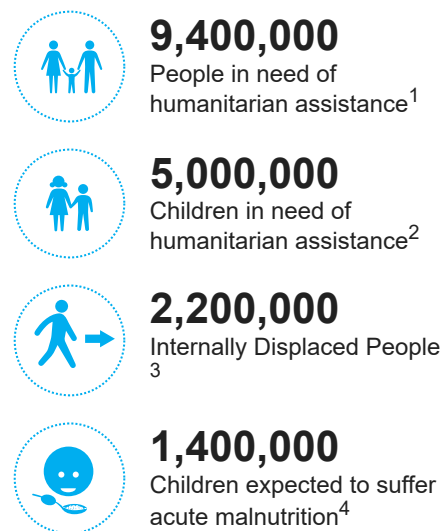 9,400,000
People in need of
humanitarian assistance1
5,000,000
Children in need of
humanitarian assistance2
2,200,000
Internally Displaced People
3
1,400,000
Children expected to suffer
acute malnutrition4